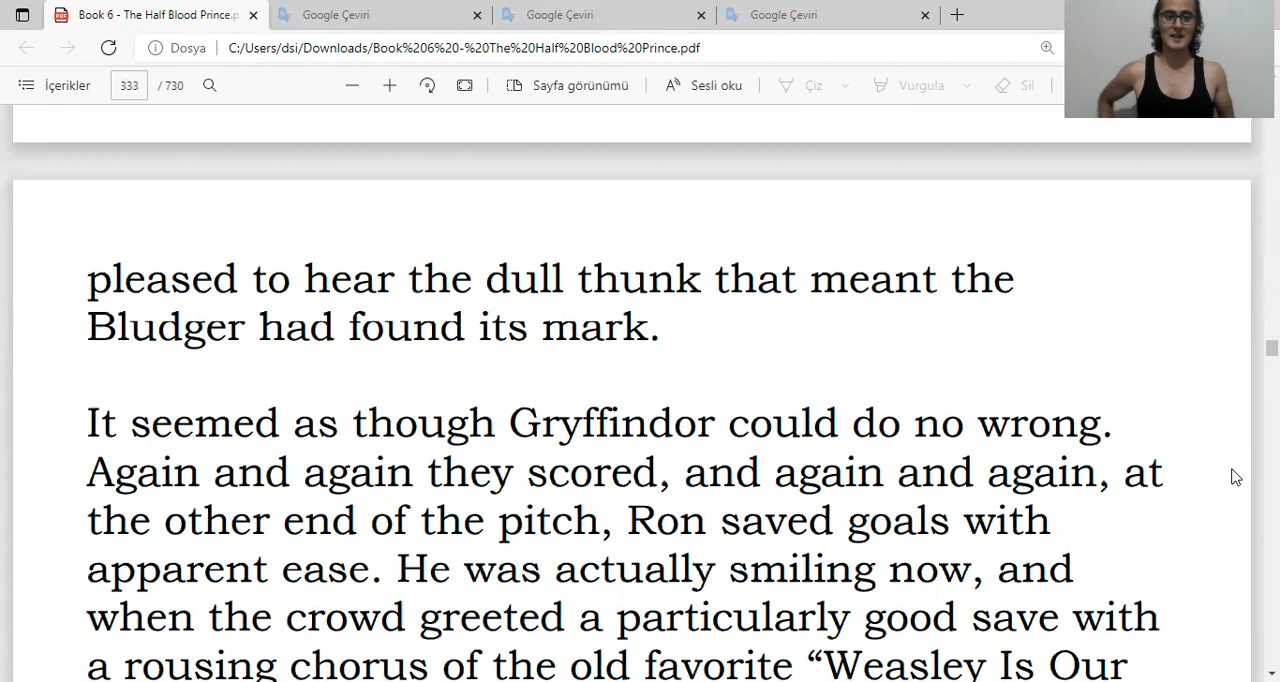 Book 6 - The Half Blood Prince.p
Google Çeviri
Google Çeviri
Google Çeviri
Dosya
C:/Users/dsi/Downloads/Book%206%20-%20The%20Half%20Blood%20Prince.pdf
İçerikler
333
/ 730
Sayfa görünümü
Sesli oku
Çiz
Vurgula
Sil
pleased to hear the dull thunk that meant the
Bludger had found its mark.
It seemed as though Gryffindor could do no wrong.
Again and again they scored, and again and again, at
the other end of the pitch, Ron saved goals with
apparent ease. He was actually smiling now, and
when the crowd greeted a particularly good save with
a rousing chorus of the old favorite “Weasley Is Our